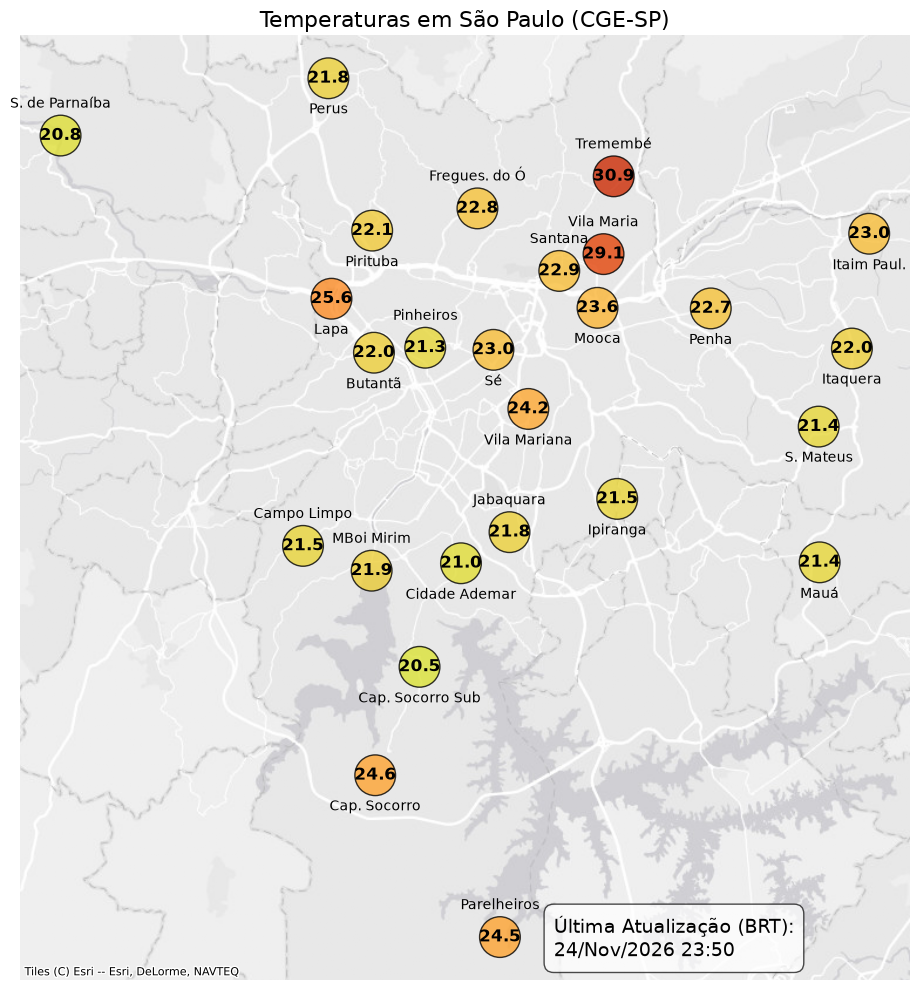 Temperaturas em São Paulo (CGE-SP)
21.8
Perus
S. de Parnaíba
20.8
Tremembé
30.9
Fregues. do Ó
22.8
Vila Maria
29.1
22.1
Pirituba
Santana
22.9
23.0
Itaim Paul.
25.6
Lapa
23.6
Mooca
22.7
Penha
Pinheiros
21.3
22.0
Butantã
23.0
Sé
22.0
Itaquera
24.2
Vila Mariana
21.4
S. Mateus
21.5
Ipiranga
Jabaquara
21.8
Campo Limpo
21.5
MBoi Mirim
21.9
21.0
Cidade Ademar
21.4
Mauá
20.5
Cap. Socorro Sub
24.6
Cap. Socorro
Parelheiros
24.5
Última Atualização (BRT):
24/Nov/2026 23:50
Tiles (C) Esri -- Esri, DeLorme, NAVTEQ